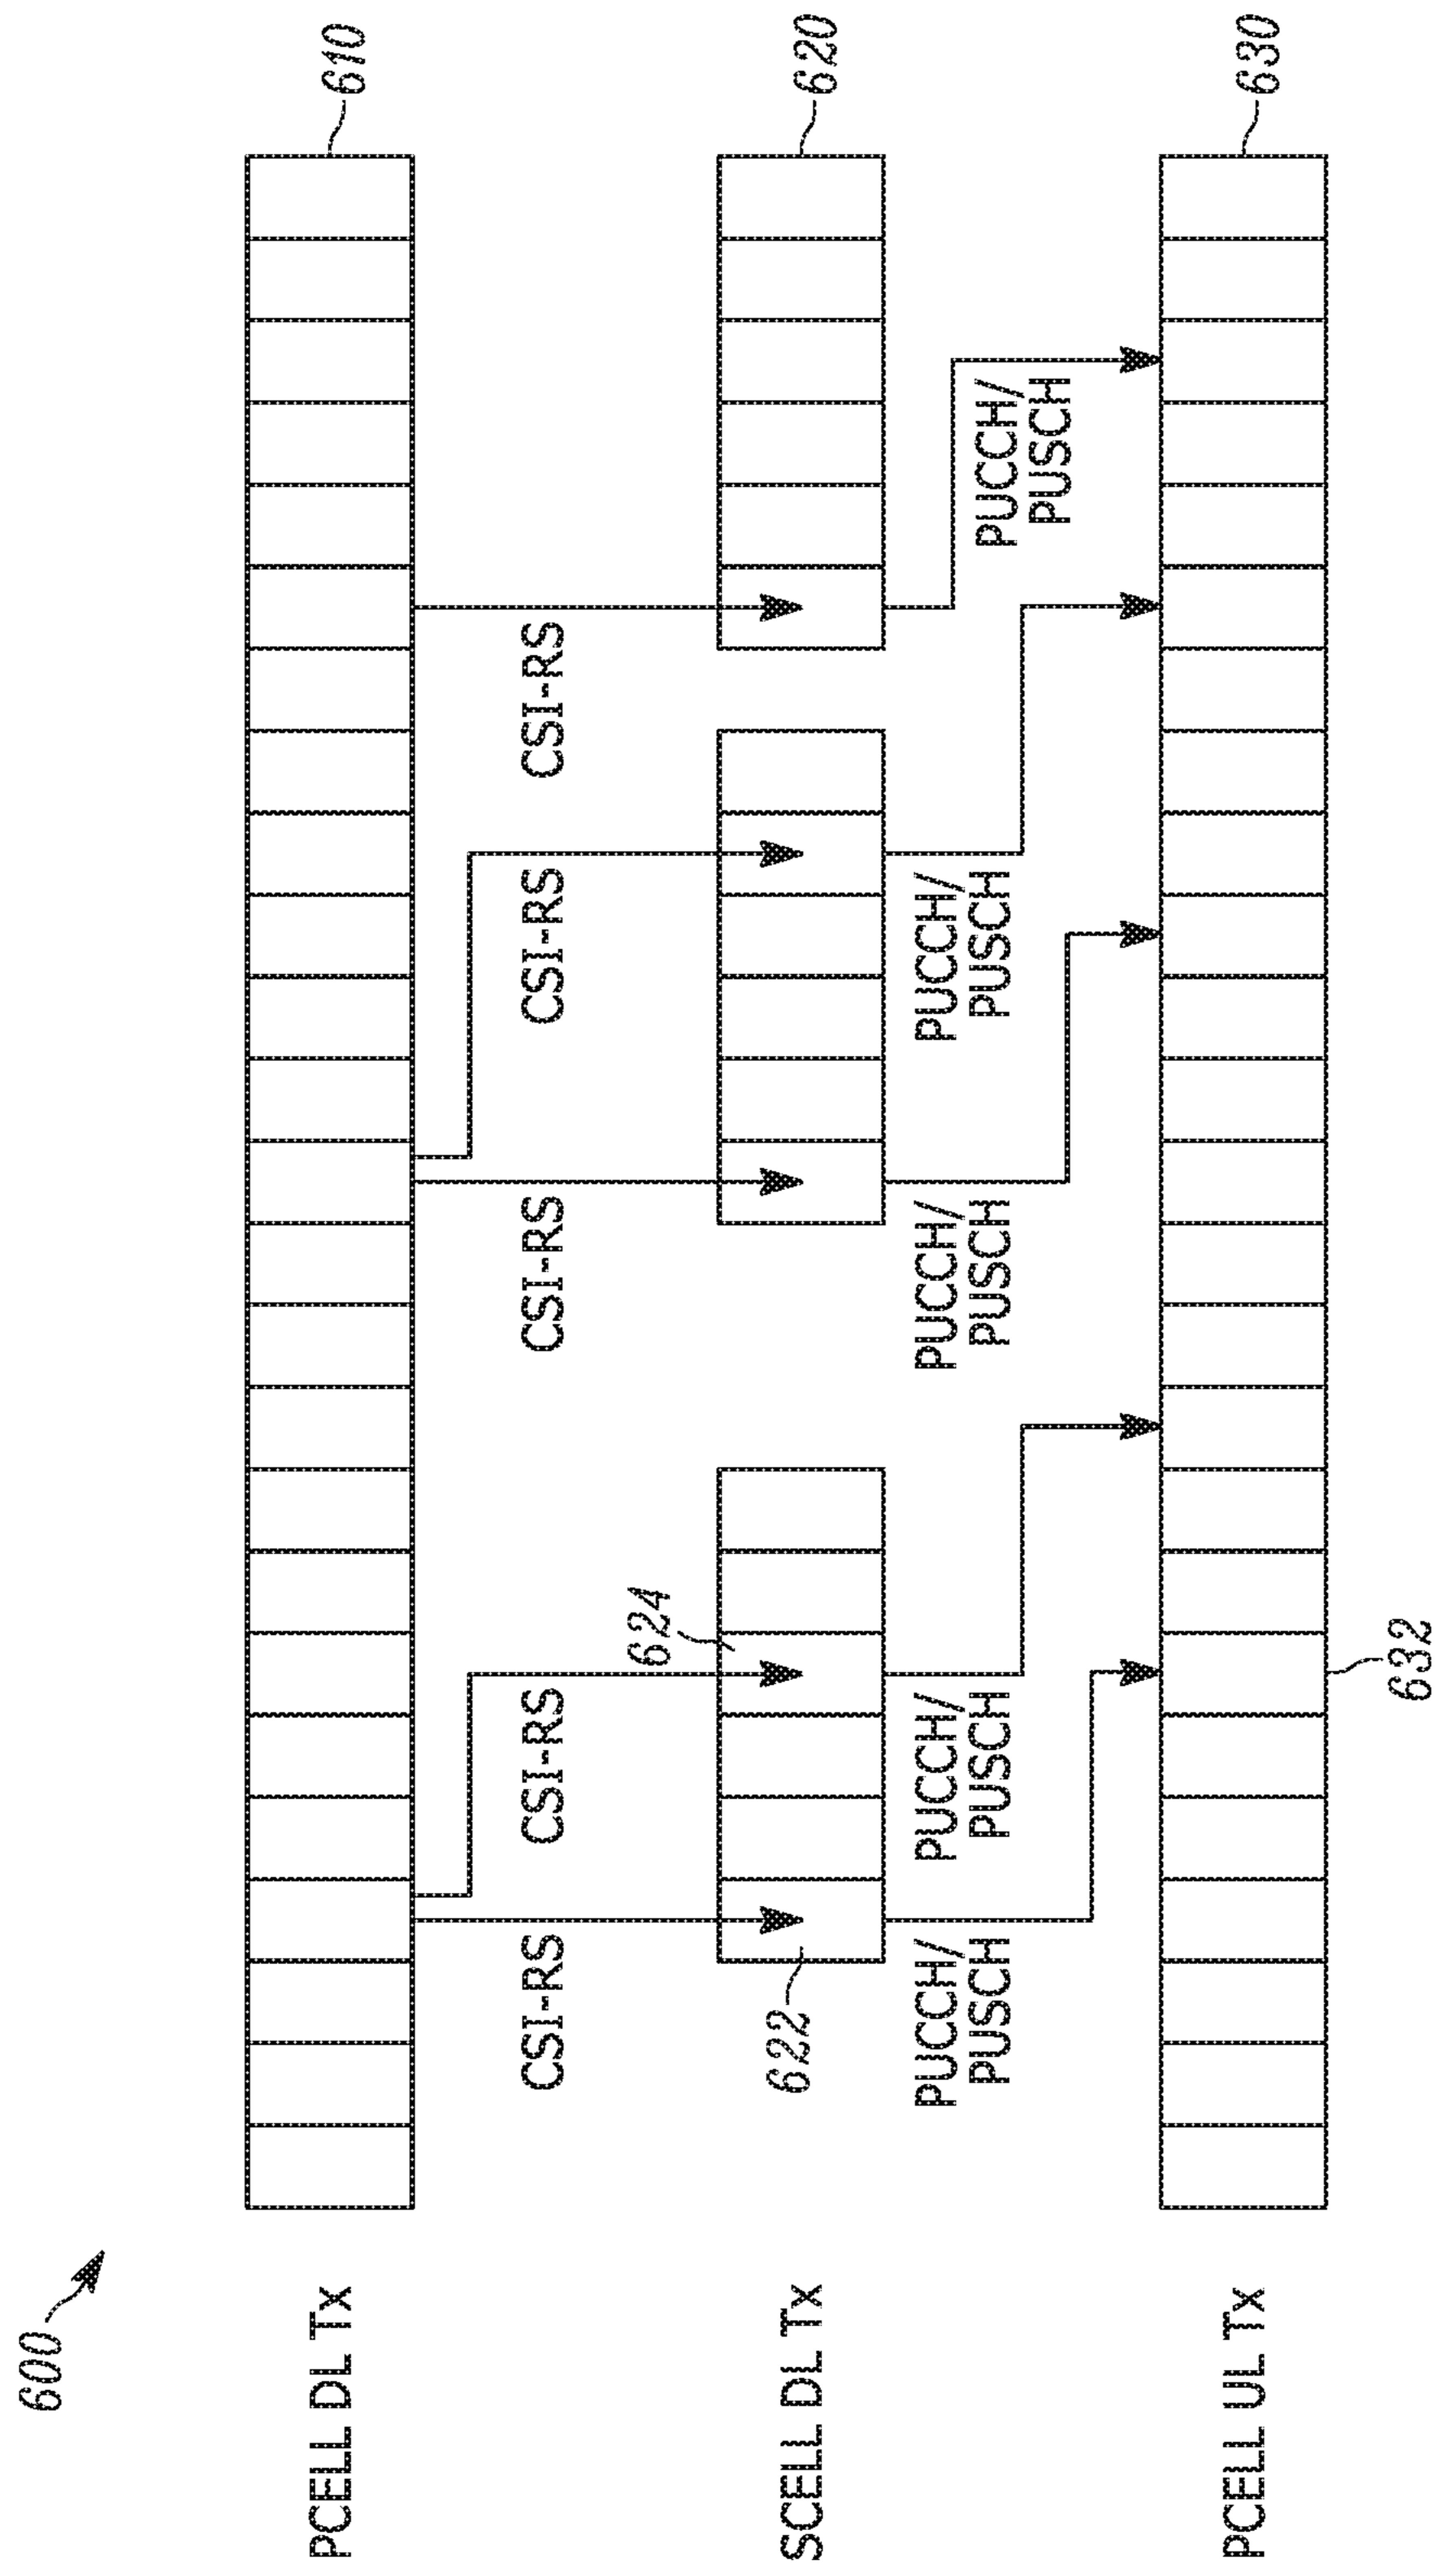 600
PCELL DL Tx
610
CSI-RS
CSI-RS
CSI-RS
CSI-RS
CSI-RS
624
SCELL DL Tx
622
620
PUCCH/
PUSCH
PUCCH/
PUSCH
PUCCH/
PUSCH
PUCCH/
PUSCH
PUCCH/
PUSCH
PCELL UL Tx
630
632